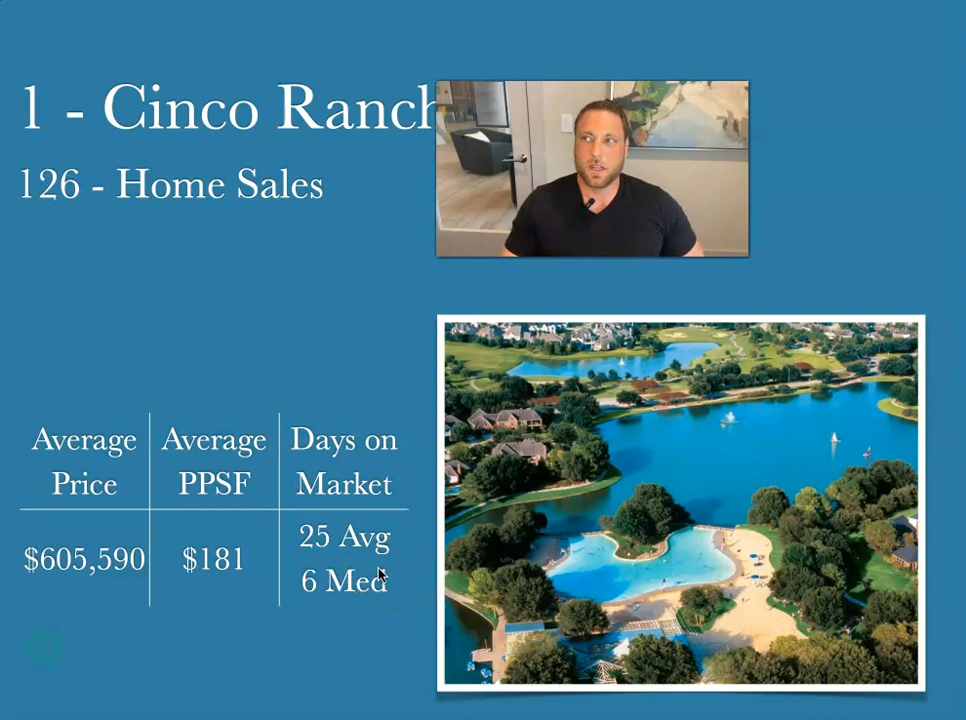 1 - Cinco Ranch
126 - Home Sales
Average Price
Average PPSF
Days on Market
$605,590
$181
25 Avg
6 Med